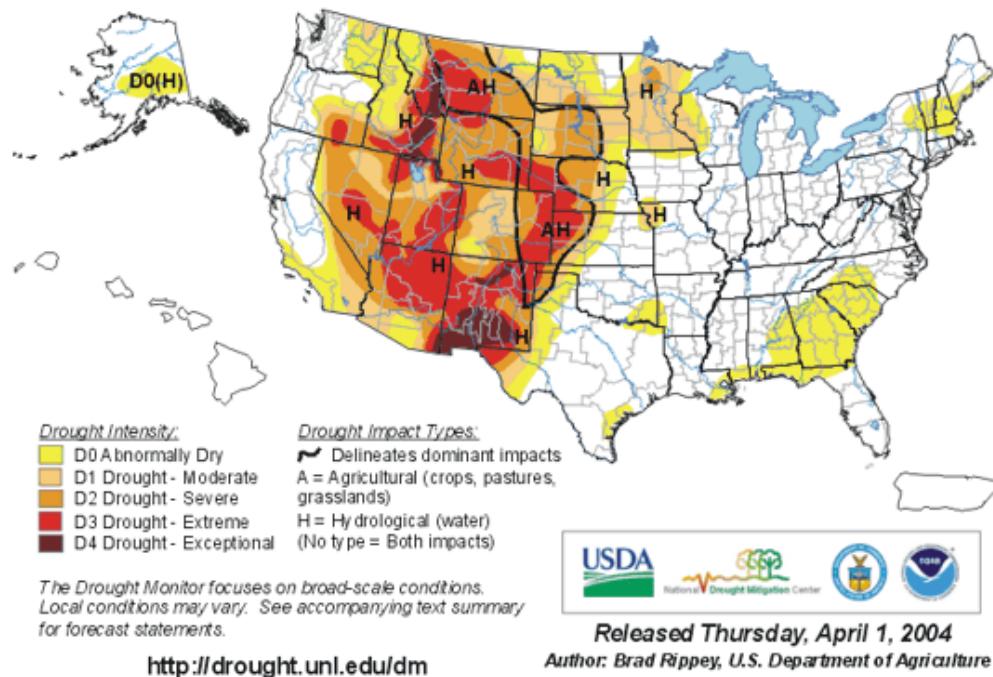 D0(H)
AH
H
H
H
H
H
H
AH
H
H
Drought Intensity:
D0 Abnormally Dry
D1 Drought - Moderate
D2 Drought - Severe
D3 Drought - Extreme
D4 Drought - Exceptional
Drought Impact Types:
Delineates dominant impacts
A = Agricultural (crops, pastures,
grasslands)
H = Hydrological (water)
(No type = Both impacts)
The Drought Monitor focuses on broad-scale conditions.
Local conditions may vary. See accompanying text summary
for forecast statements.
http://drought.unl.edu/dm
USDA
National Drought Mitigation Center
Released Thursday, April 1, 2004
Author: Brad Rippey, U.S. Department of Agriculture